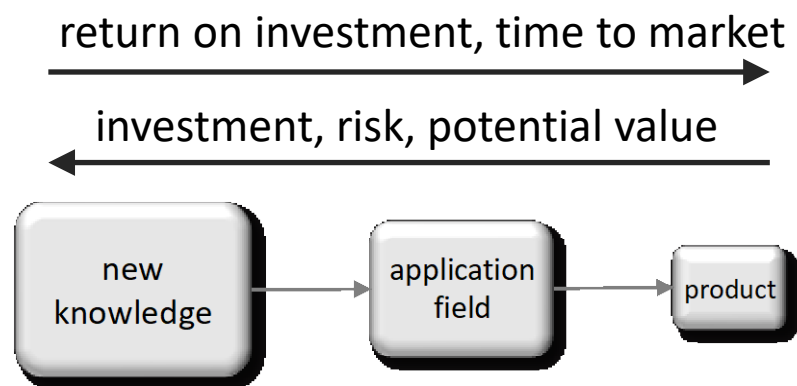 return on investment, time to market
investment, risk, potential value
new
knowledge
application
field
product